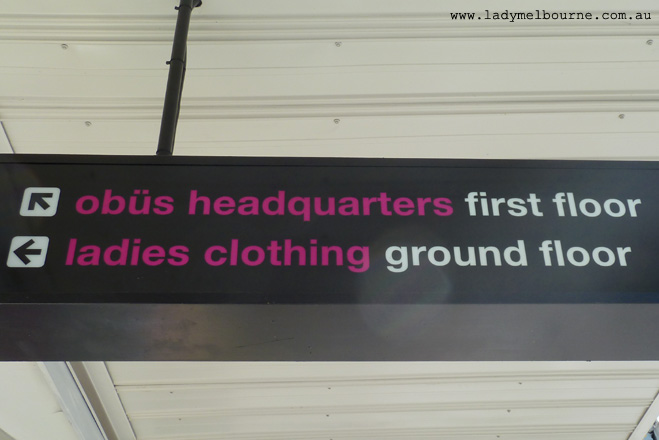 www.ladymelbourne.com.au
obüs headquarters first floor
ladies clothing ground floor